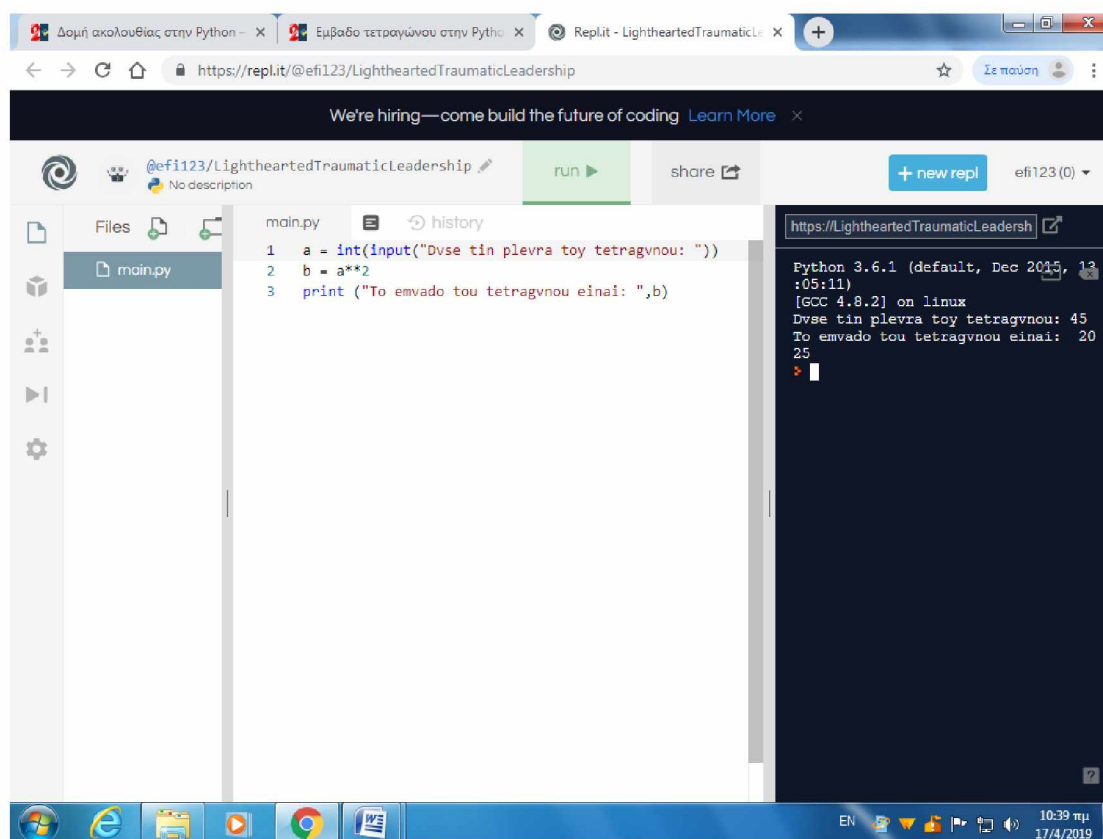 Δομή ακολουθίας στην Python –
Εμβαδο τετραγώνου στην Pytho
Repl.it - LightheartedTraumaticLe
https://repl.it/@efi123/LightheartedTraumaticLeadership
Σε παύση
We're hiring—come build the future of coding Learn More
@efi123/LightheartedTraumaticLeadership
No description
run
share
+ new repl
efi123 (0)
Files
main.py
main.py
history
1 a = int(input("Dvse tin plevra toy tetragvnou: "))
2 b = a**2
3 print ("To emvado tou tetragvnou einai: ",b)
https://LightheartedTraumaticLeadersh
Python 3.6.1 (default, Dec 2015, 13
:05:11)
[GCC 4.8.2] on linux
Dvse tin plevra toy tetragvnou: 45
To emvado tou tetragvnou einai:  20
25
EN
10:39 πμ
17/4/2019